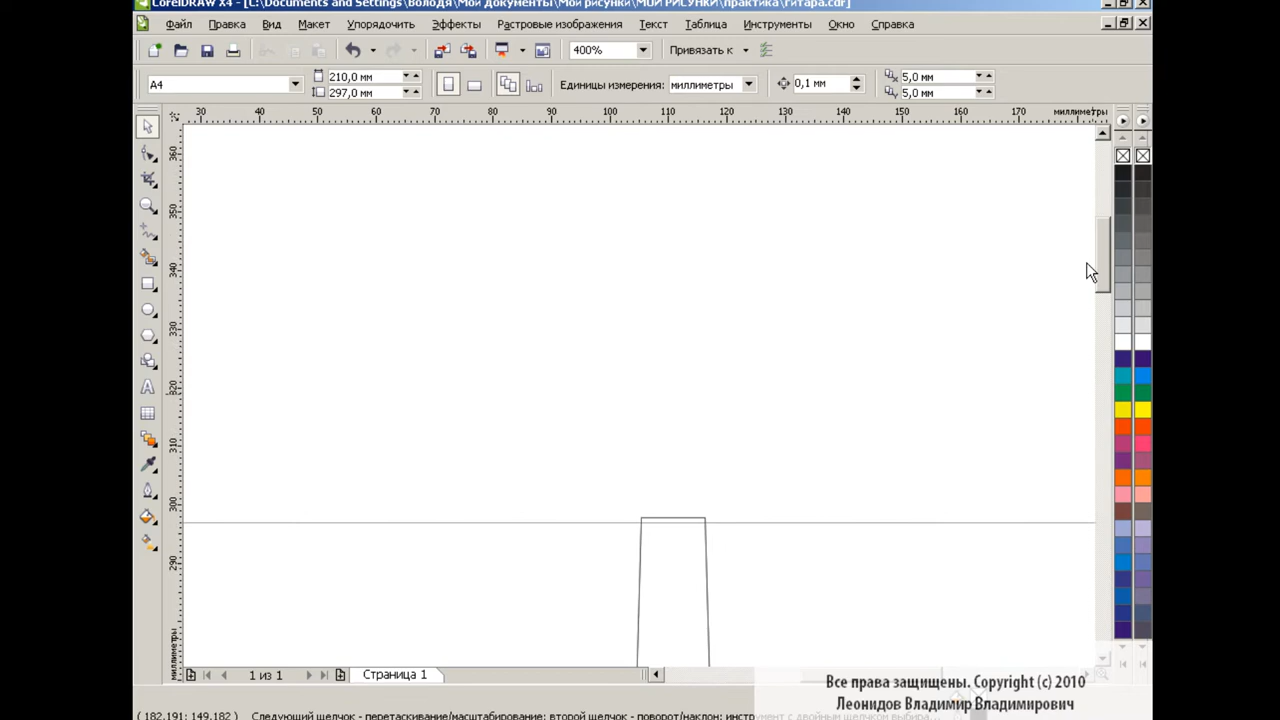 CorelDRAW X4 - [C:\Documents and Settings\Володя\Мои документы\Мои рисунки\МОИ РИСУНКИ\практика\гитара.cdr]
Файл Правка Вид Макет Упорядочить Эффекты Растровые изображения Текст Таблица Инструменты Окно Справка
400% Привязать к
A4 210,0 мм 297,0 мм Единицы измерения: миллиметры 0,1 мм 5,0 мм 5,0 мм
30 40 50 60 70 80 90 100 110 120 130 140 150 160 170 миллиметры
360
350
340
330
320
310
300
290
миллиметры
1 из 1 Страница 1
Все права защищены. Copyright (c) 2010
Леонидов Владимир Владимирович
(182,191; 149,182) Следующий щелчок - перетаскивание/масштабирование; второй щелчок - поворот/наклон; инструмент с двойным щелчком выбира...